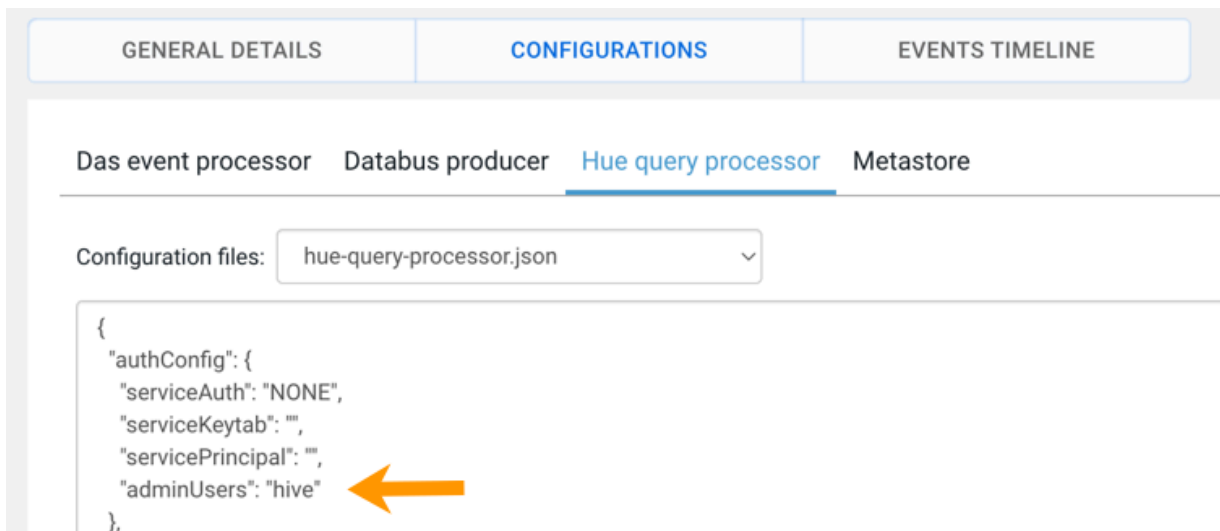 GENERAL DETAILS CONFIGURATIONS EVENTS TIMELINE
Das event processor Databus producer Hue query processor Metastore
Configuration files: hue-query-processor.json
{
"authConfig": {
"serviceAuth": "NONE",
"serviceKeytab": "",
"servicePrincipal": "",
"adminUsers": "hive"
},